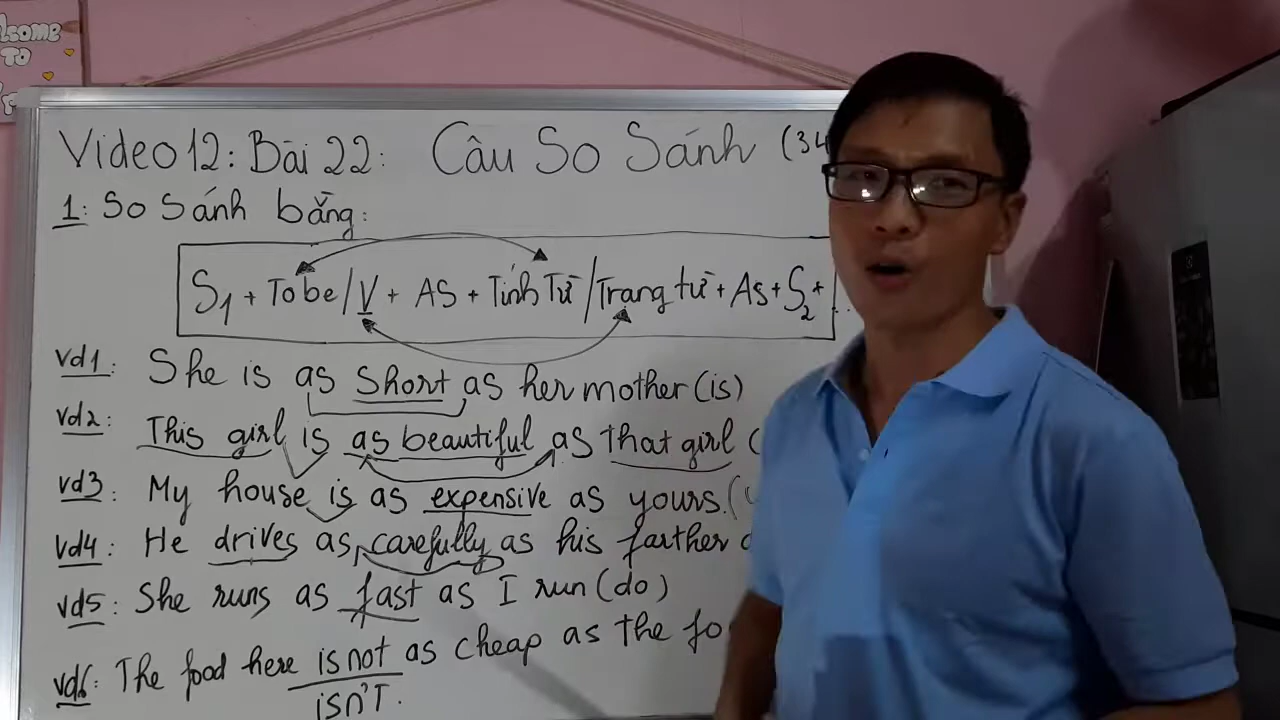 Welcome
TO
Video 12: Bài 22: Câu So Sánh (34
1: So Sánh bằng:
S1 + Tobe / V + AS + Tính Từ / Trạng từ + As + S2 + ...
vd1: She is as short as her mother (is)
vd2: This girl is as beautiful as that girl (
vd3: My house is as expensive as yours. (
vd4: He drives as carefully as his farther d
vd5: She runs as fast as I run (do)
vd6: The food here is not as cheap as the fo
isn't.